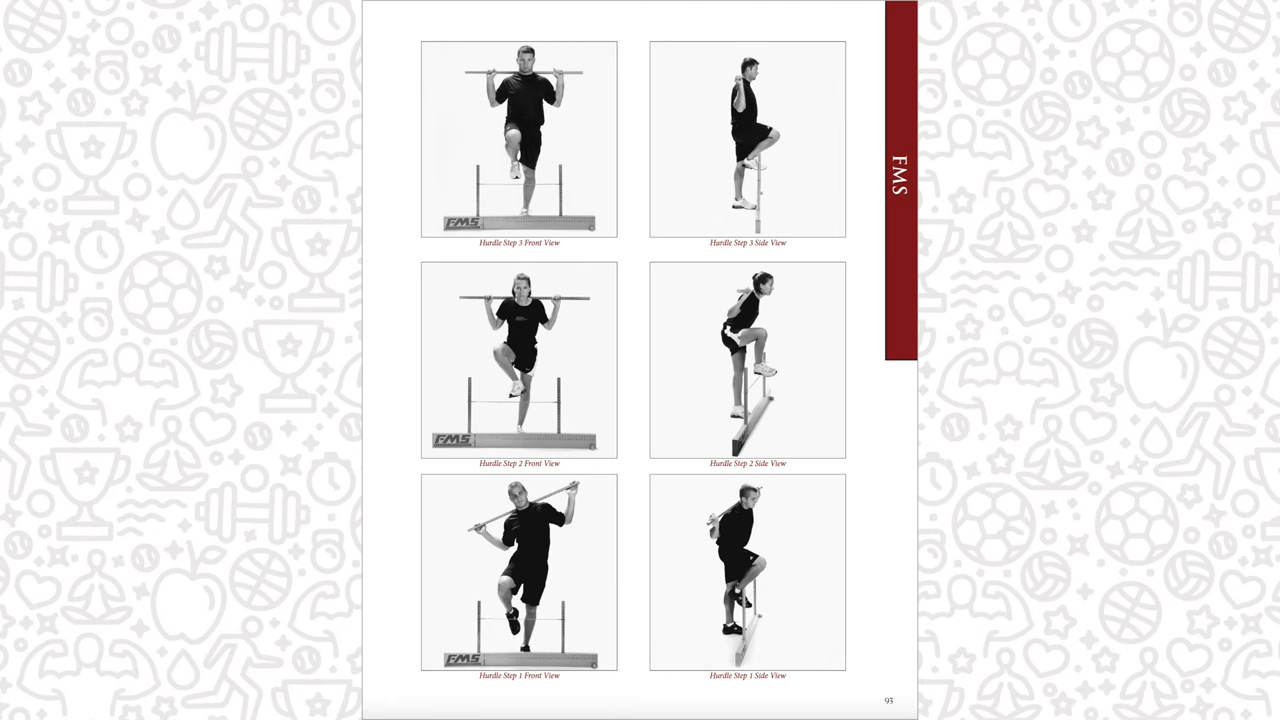 FMS
FMS
Hurdle Step 3 Front View
Hurdle Step 3 Side View
FMS
Hurdle Step 2 Front View
Hurdle Step 2 Side View
FMS
Hurdle Step 1 Front View
Hurdle Step 1 Side View
93